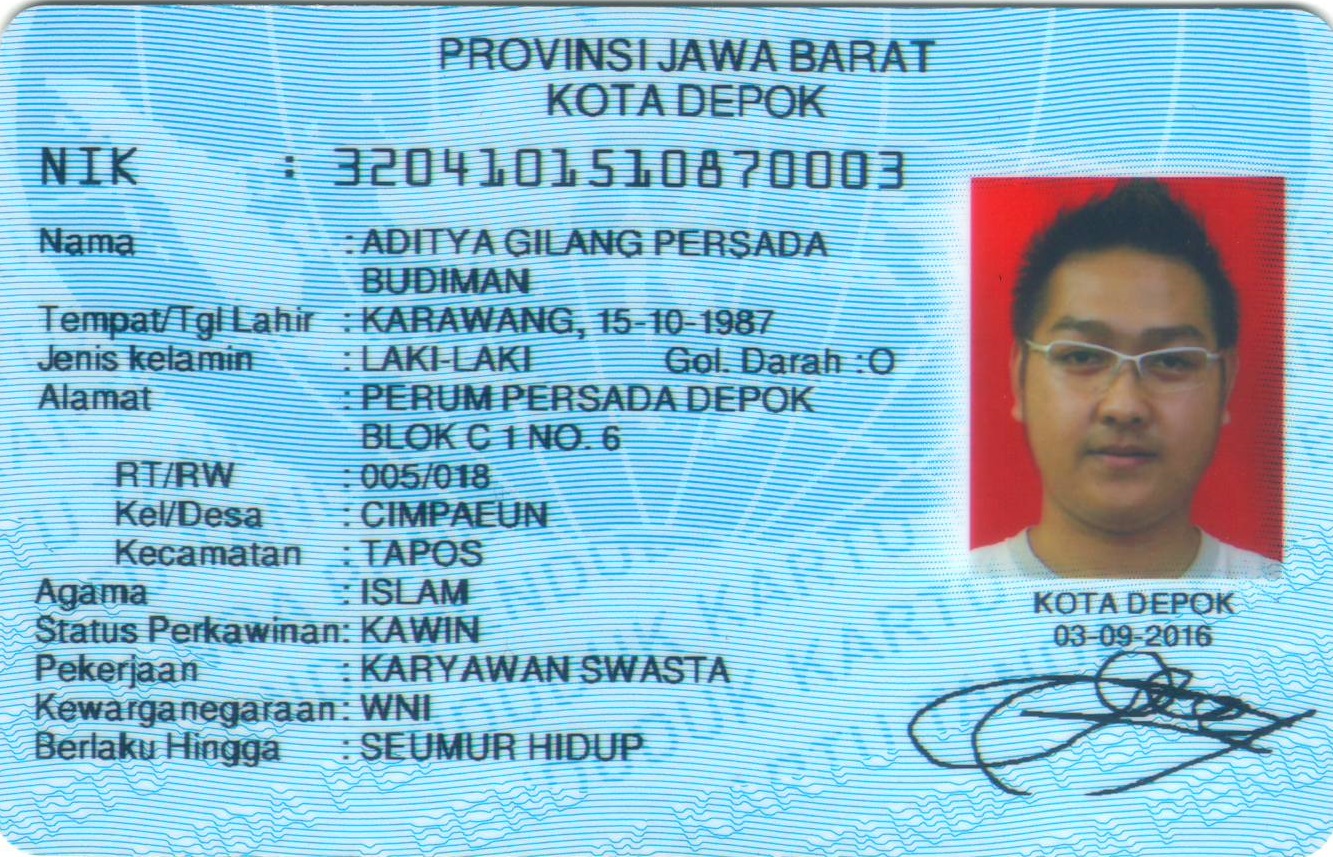 PROVINSI JAWA BARAT
KOTA DEPOK
NIK : 3204101510870003
Nama : ADITYA GILANG PERSADA
BUDIMAN
Tempat/Tgl Lahir : KARAWANG, 15-10-1987
Jenis kelamin : LAKI-LAKI Gol. Darah : O
Alamat : PERUM PERSADA DEPOK
BLOK C 1 NO. 6
RT/RW : 005/018
Kel/Desa : CIMPAEUN
Kecamatan : TAPOS
Agama : ISLAM
Status Perkawinan: KAWIN
Pekerjaan : KARYAWAN SWASTA
Kewarganegaraan: WNI
Berlaku Hingga : SEUMUR HIDUP
KOTA DEPOK
03-09-2016